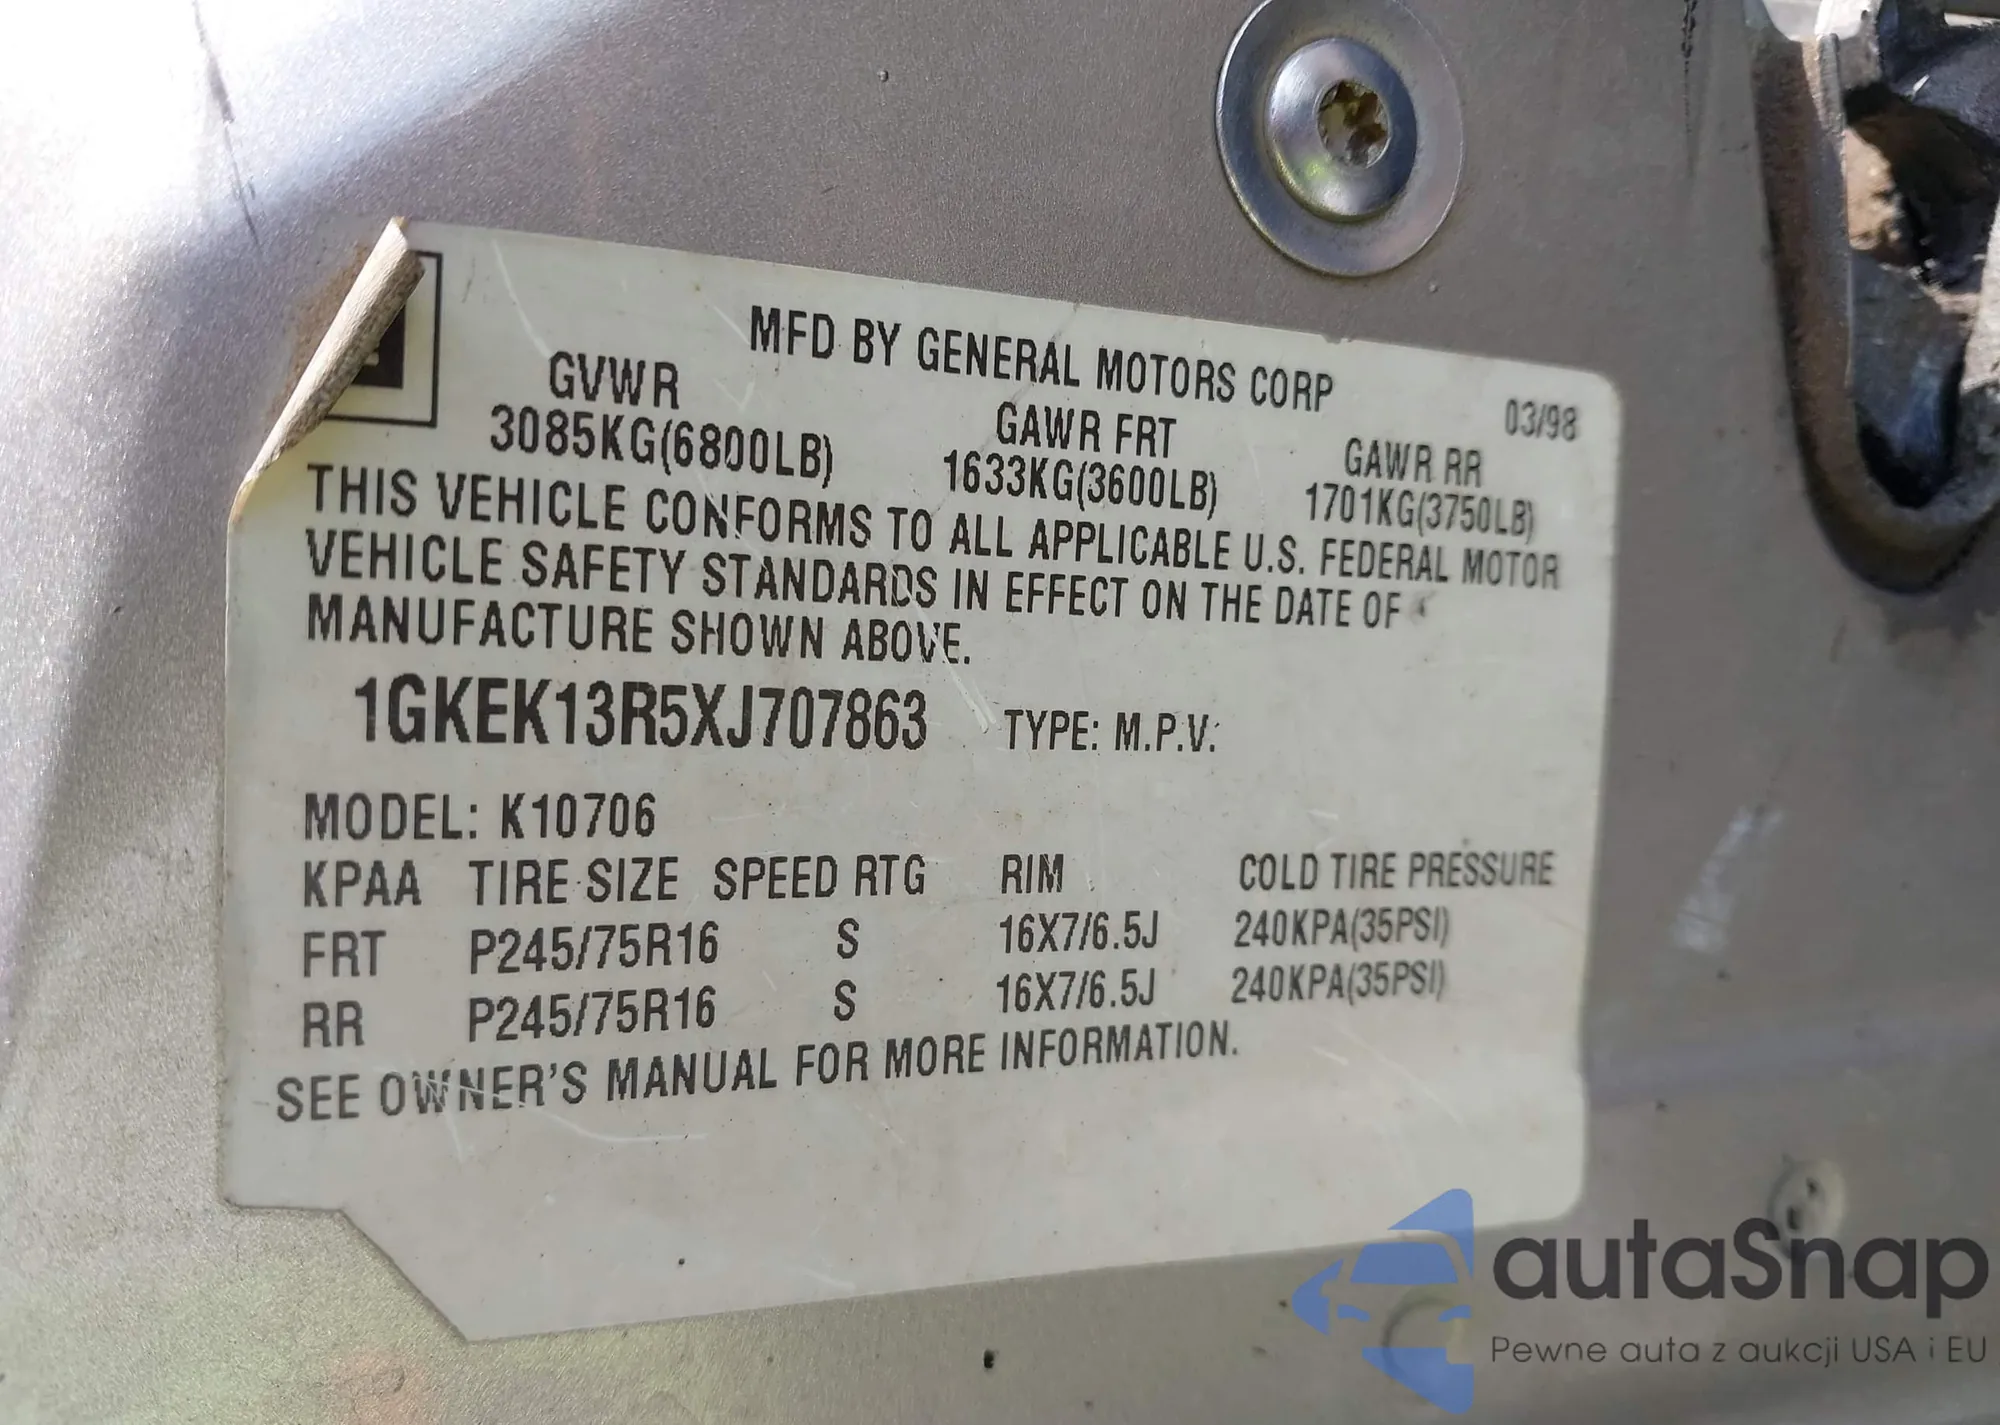 MFD BY GENERAL MOTORS CORP
03/98
GVWR GAWR FRT GAWR RR
3085KG(6800LB) 1633KG(3600LB) 1701KG(3750LB)
THIS VEHICLE CONFORMS TO ALL APPLICABLE U.S. FEDERAL MOTOR
VEHICLE SAFETY STANDARDS IN EFFECT ON THE DATE OF
MANUFACTURE SHOWN ABOVE.
1GKEK13R5XJ707863 TYPE: M.P.V.
MODEL: K10706
KPAA TIRE SIZE SPEED RTG RIM COLD TIRE PRESSURE
FRT P245/75R16 S 16X7/6.5J 240KPA(35PSI)
RR P245/75R16 S 16X7/6.5J 240KPA(35PSI)
SEE OWNER'S MANUAL FOR MORE INFORMATION.
autaSnap
Pewne auta z aukcji USA i EU